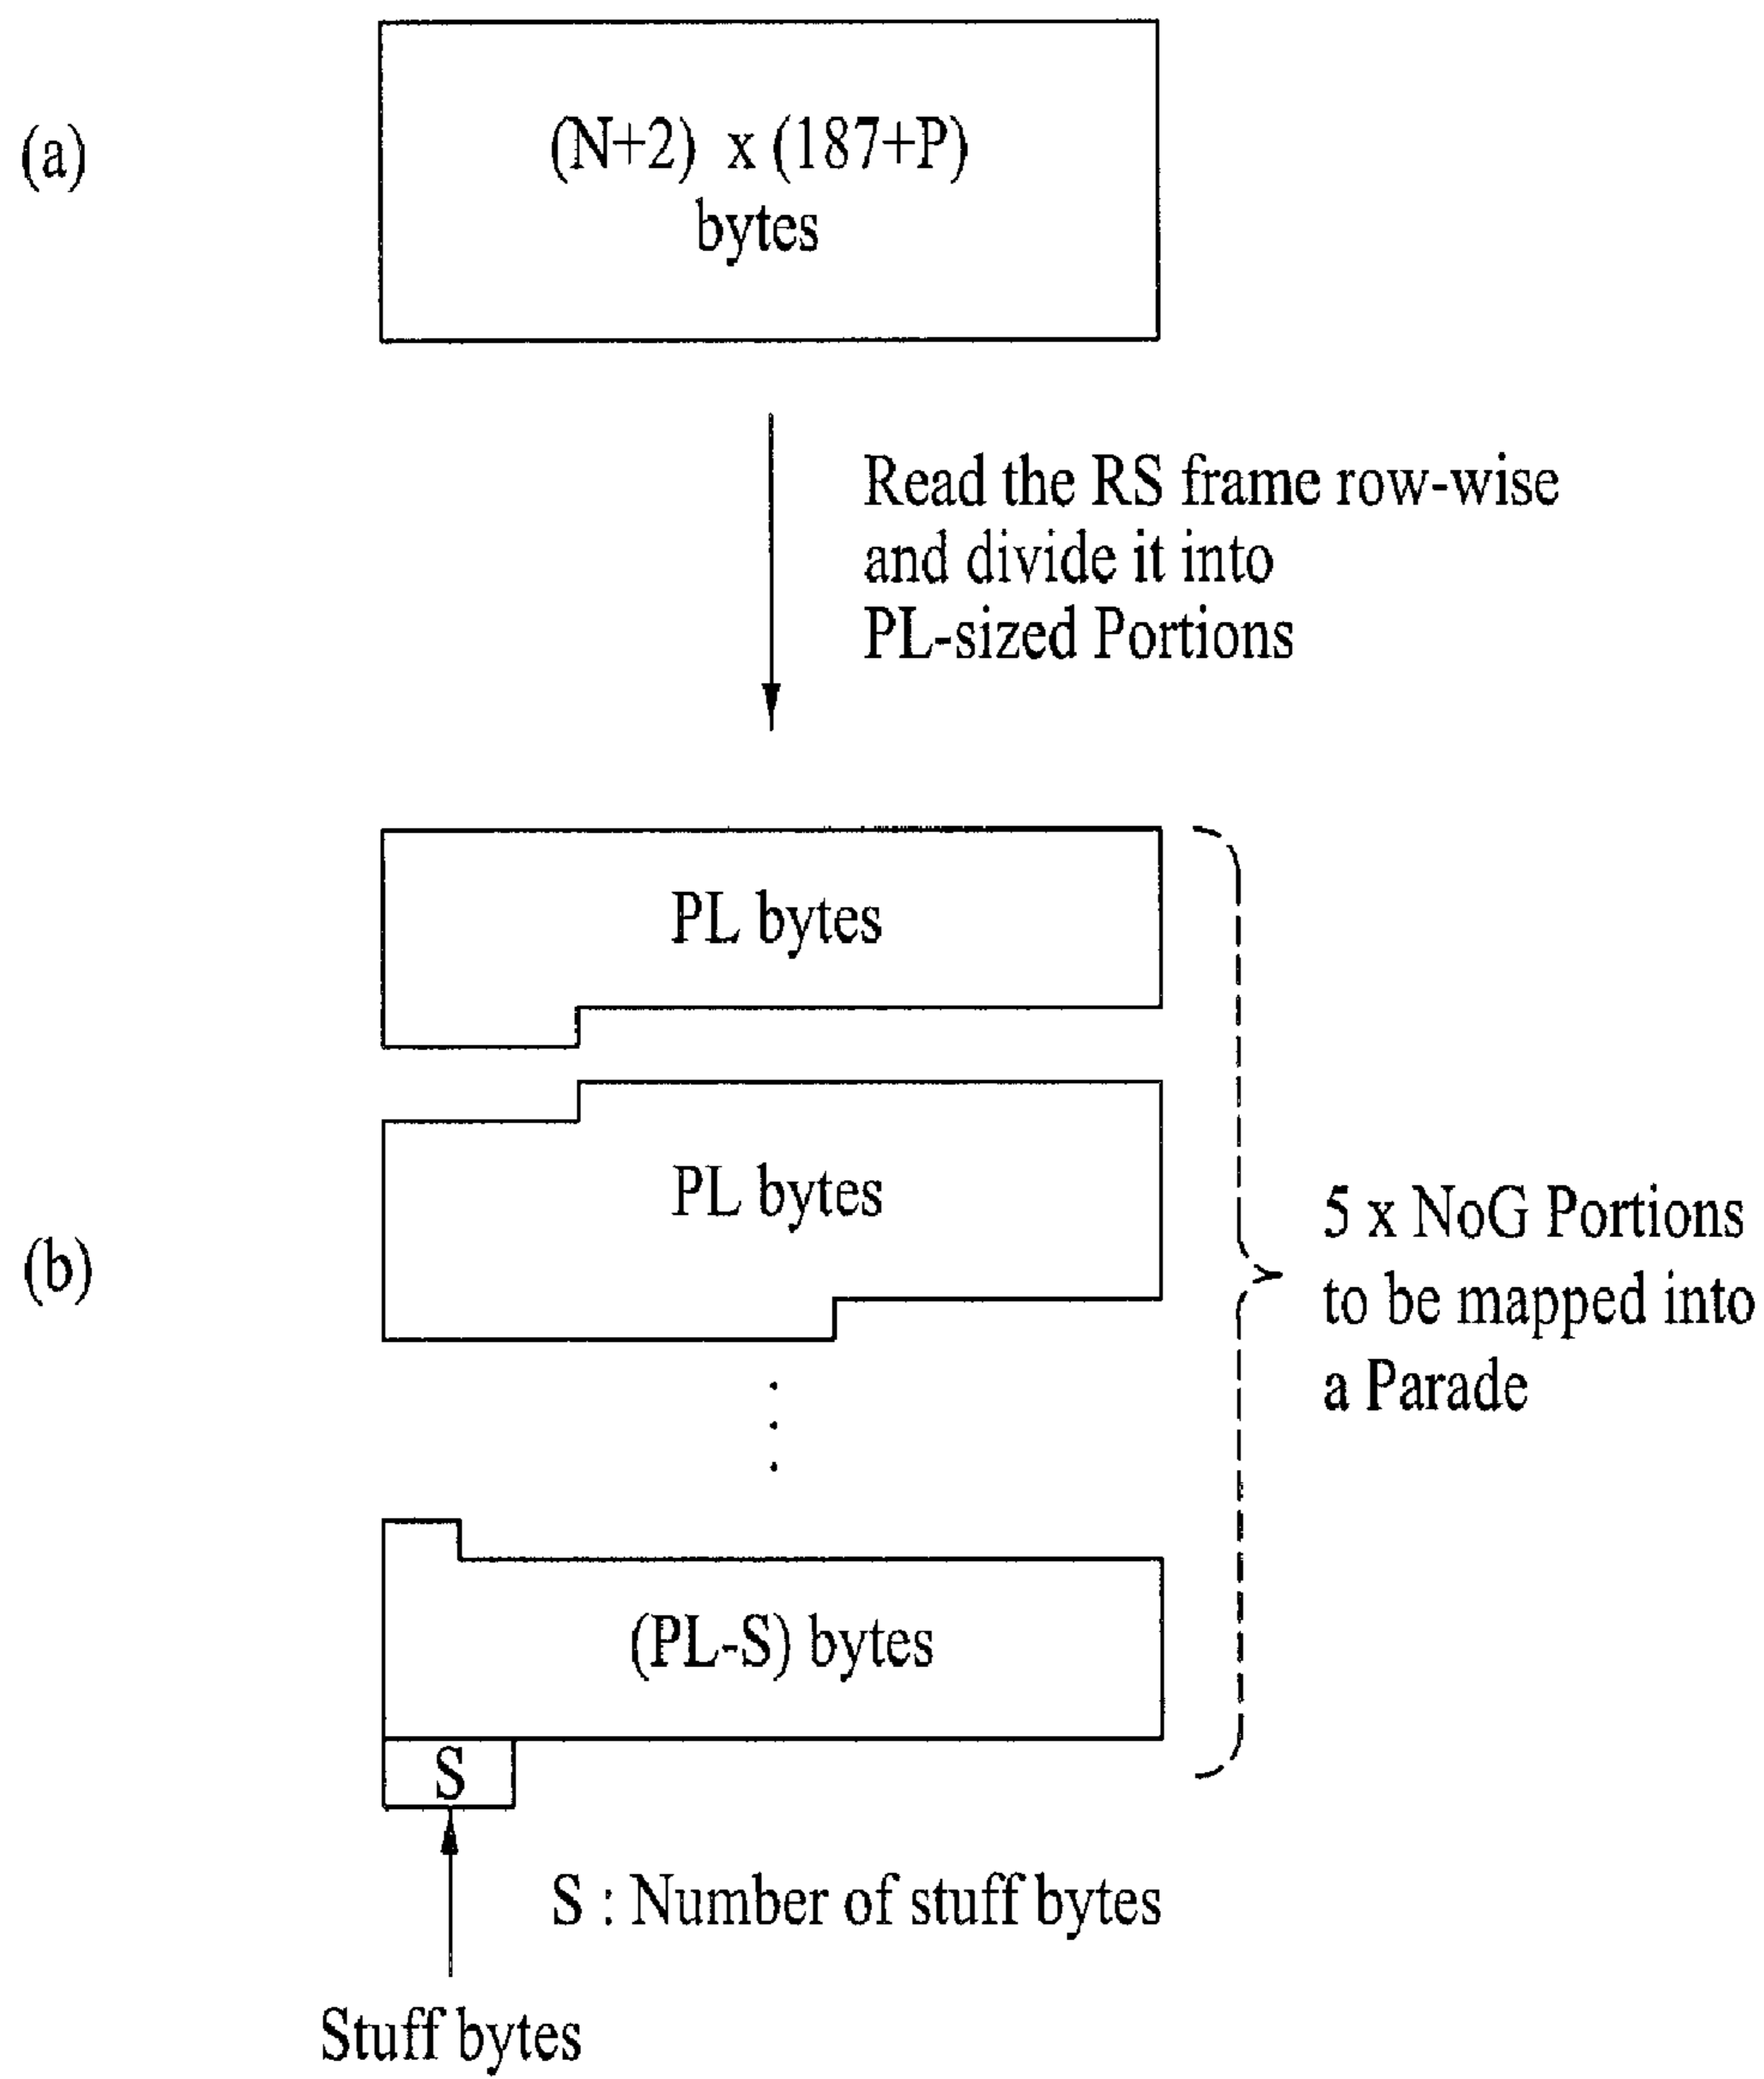 (a)
(N+2) x (187+P)
bytes
Read the RS frame row-wise
and divide it into
PL-sized Portions
(b)
PL bytes
PL bytes
5 x NoG Portions
to be mapped into
a Parade
(PL-S) bytes
S
S : Number of stuff bytes
Stuff bytes